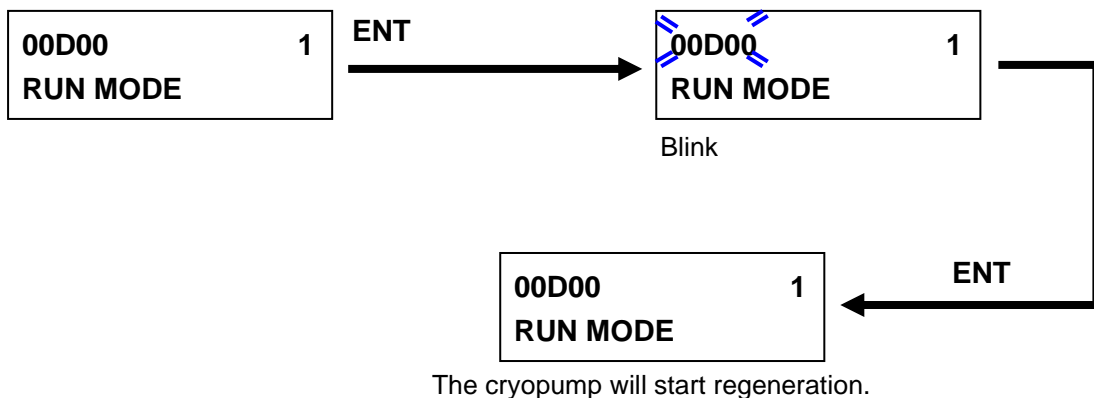 00D00 1
RUN MODE
ENT
00D00 1
RUN MODE
Blink
ENT
00D00 1
RUN MODE
The cryopump will start regeneration.